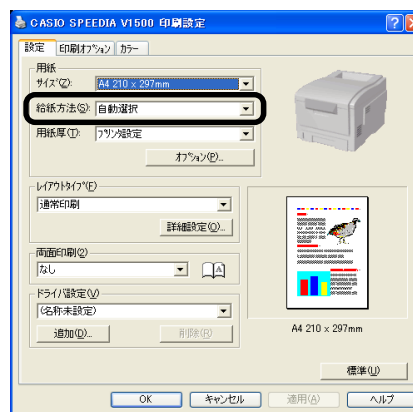 CASIO SPEEDIA V1500 印刷設定
設定 印刷オプション カラー
用紙
サイズ(Z): A4 210 x 297mm
給紙方法(S): 自動選択
用紙厚(T): プリンタ設定
オプション(P)...
レイアウトタイプ(E)
通常印刷
詳細設定(O)...
両面印刷(2)
なし
A
ドライバ設定(V)
(名称未設定)
追加(D)... 削除(R)
A4 210 x 297mm
標準(U)
OK キャンセル 適用(A) ヘルプ